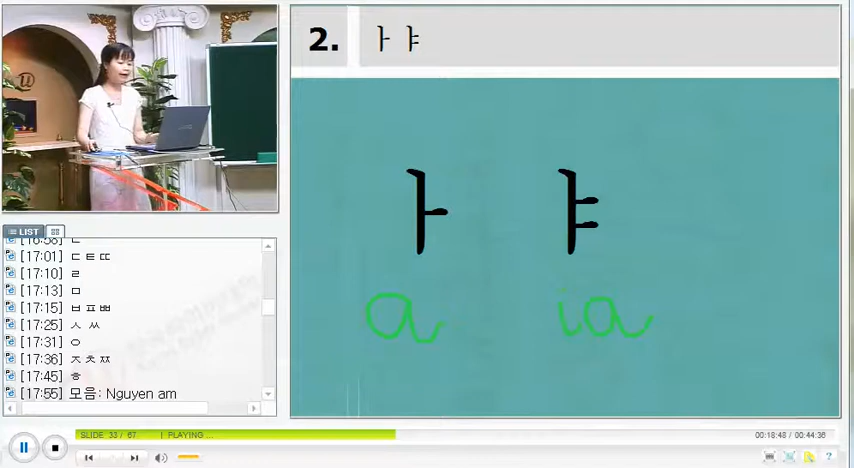 2. ㅏ ㅑ
ㅏ ㅑ
a ia
LIST
[16:58] ㄴ
[17:01] ㄷㅌㄸ
[17:10] ㄹ
[17:13] ㅁ
[17:15] ㅂㅍㅃ
[17:25] ㅅ ㅆ
[17:31] ㅇ
[17:36] ㅈㅊㅉ
[17:45] ㅎ
[17:55] 모음: Nguyen am
SLIDE 33 / 67 | PLAYING ...
00:18:48 / 00:44:36